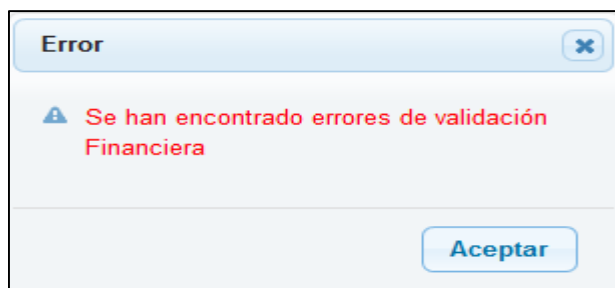 Error
Se han encontrado errores de validación
Financiera
Aceptar